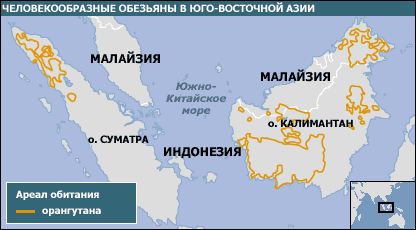 ЧЕЛОВЕКООБРАЗНЫЕ ОБЕЗЬЯНЫ В ЮГО-ВОСТОЧНОЙ АЗИИ
МАЛАЙЗИЯ
МАЛАЙЗИЯ
Южно-
Китайское
море
о. КАЛИМАНТАН
о. СУМАТРА
ИНДОНЕЗИЯ
Ареал обитания
орангутана